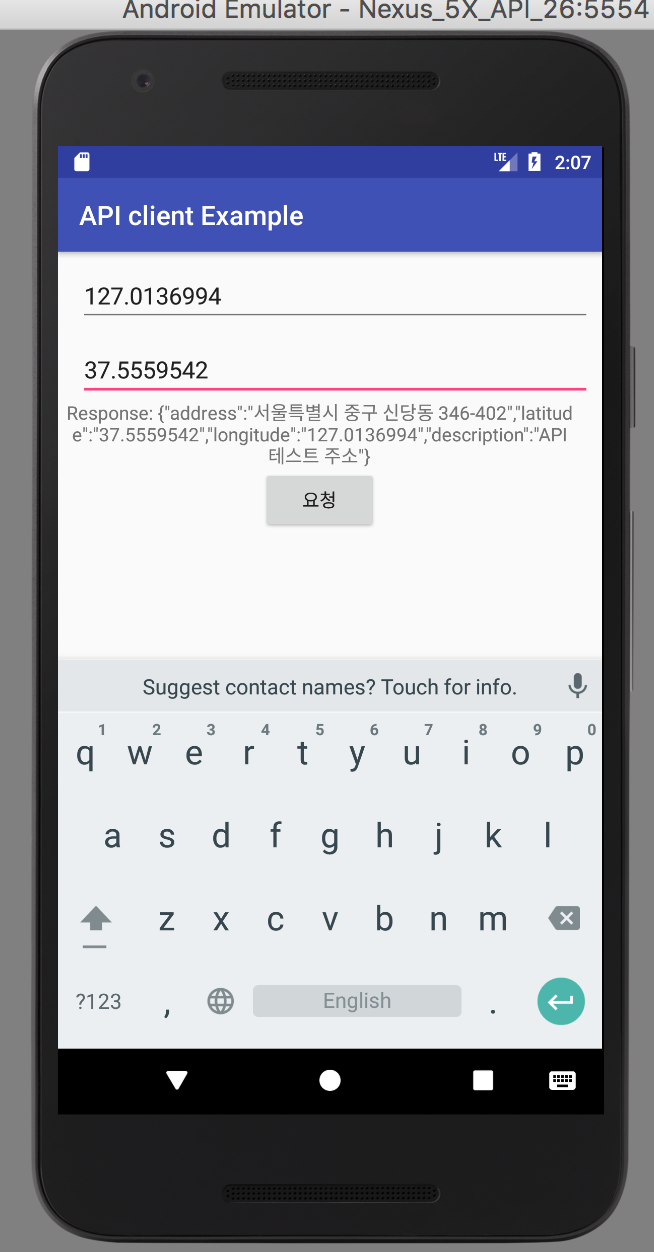 Android Emulator - Nexus_5X_API_26:5554
LTE 2:07
API client Example
127.0136994
37.5559542
Response: {"address":"서울특별시 중구 신당동 346-402","latitud
e":"37.5559542","longitude":"127.0136994","description":"API
테스트 주소"}
요청
Suggest contact names? Touch for info.
1 2 3 4 5 6 7 8 9 0
q w e r t y u i o p
a s d f g h j k l
z x c v b n m
?123 , English .